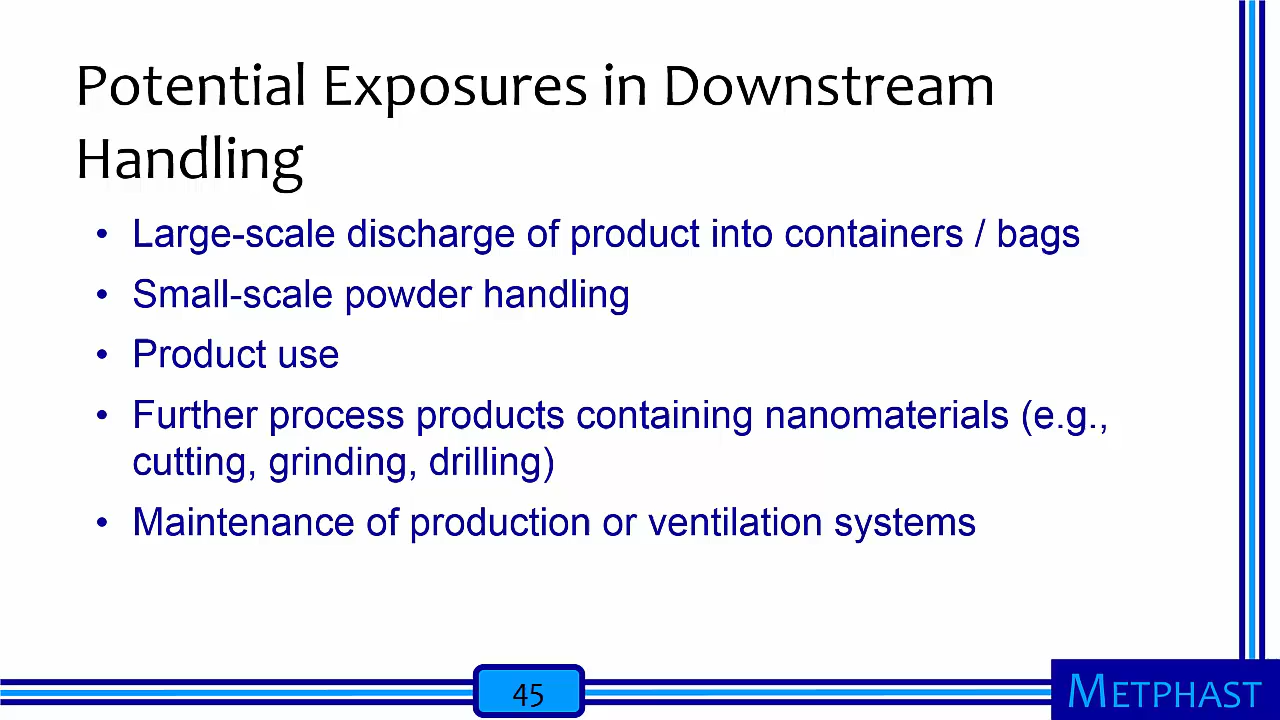 Potential Exposures in Downstream
Handling
• Large-scale discharge of product into containers / bags
• Small-scale powder handling
• Product use
• Further process products containing nanomaterials (e.g.,
cutting, grinding, drilling)
• Maintenance of production or ventilation systems
45
METPHAST